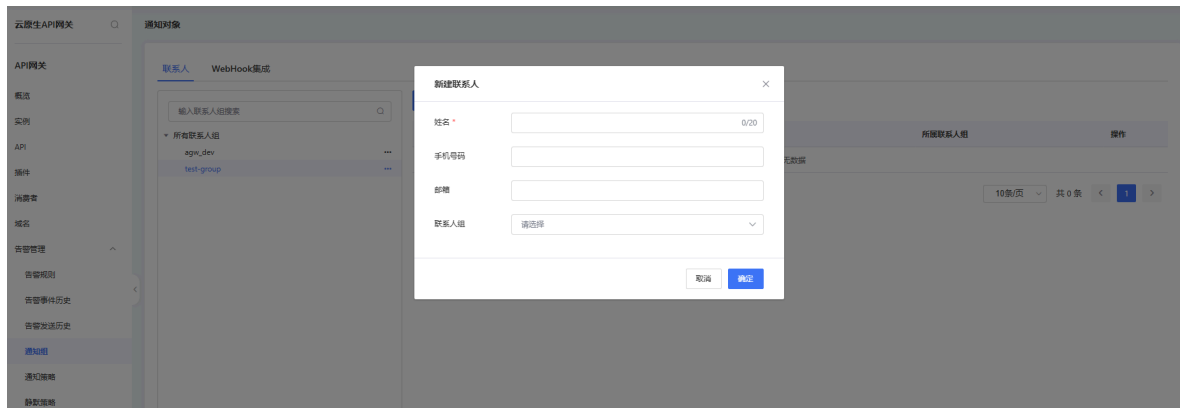 云原生API网关
通知对象
API网关
概览
实例
API
插件
消费者
域名
告警管理
告警规则
告警事件历史
告警发送历史
通知组
通知策略
静默策略
联系人 WebHook集成
输入联系人组搜索
所有联系人组
agw_dev
test-group
新建联系人
姓名 *
0/20
手机号码
邮箱
联系人组
请选择
取消 确定
所属联系人组 操作
无数据
10条/页 共 0 条 1